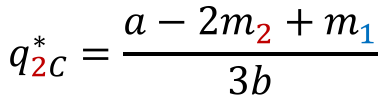 q*₂C = (a − 2m₂ + m₁) / 3b